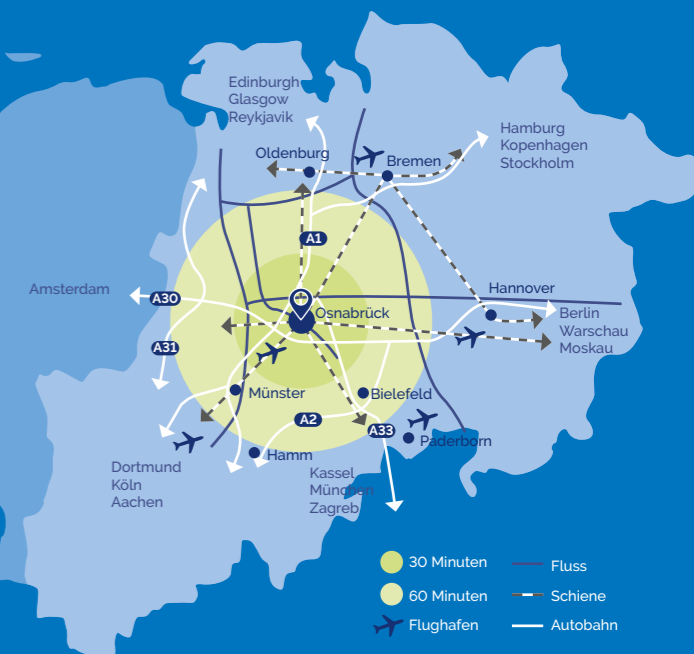 Edinburgh
Glasgow
Reykjavik
Hamburg
Kopenhagen
Stockholm
Oldenburg
Bremen
A1
Amsterdam
A30
Hannover
Osnabrück
Berlin
Warschau
Moskau
A31
Münster
Bielefeld
A2
A33
Paderborn
Hamm
Dortmund
Köln
Aachen
Kassel
München
Zagreb
30 Minuten
Fluss
60 Minuten
Schiene
Flughafen
Autobahn